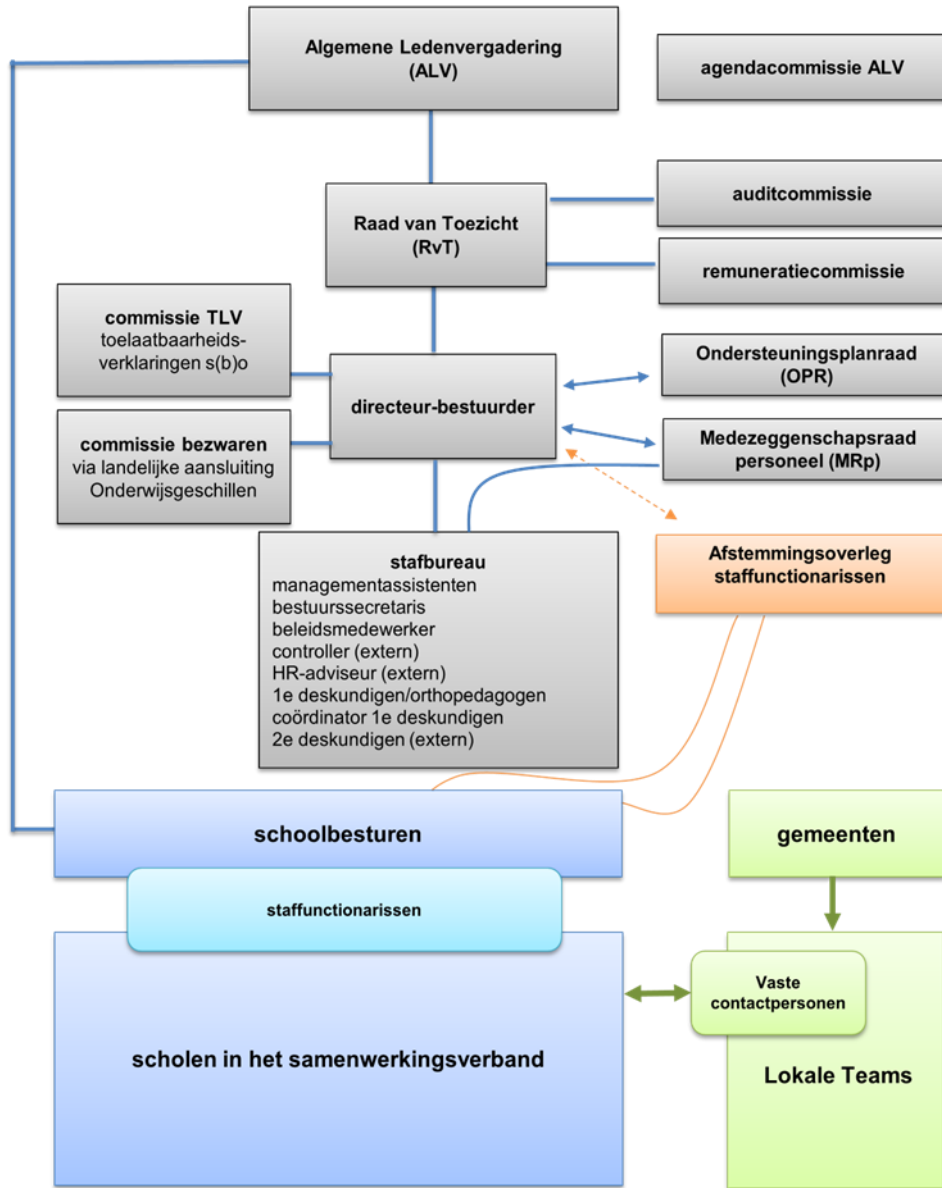 Algemene Ledenvergadering
(ALV)
agendacommissie ALV
auditcommissie
Raad van Toezicht
(RvT)
remuneratiecommissie
commissie TLV
toelaatbaarheids-
verklaringen s(b)o
Ondersteuningsplanraad
(OPR)
directeur-bestuurder
commissie bezwaren
via landelijke aansluiting
Onderwijsgeschillen
Medezeggenschapsraad
personeel (MRp)
Afstemmingsoverleg
staffunctionarissen
stafbureau
managementassistenten
bestuurssecretaris
beleidsmedewerker
controller (extern)
HR-adviseur (extern)
1e deskundigen/orthopedagogen
coördinator 1e deskundigen
2e deskundigen (extern)
schoolbesturen
gemeenten
staffunctionarissen
Vaste
contactpersonen
scholen in het samenwerkingsverband
Lokale Teams